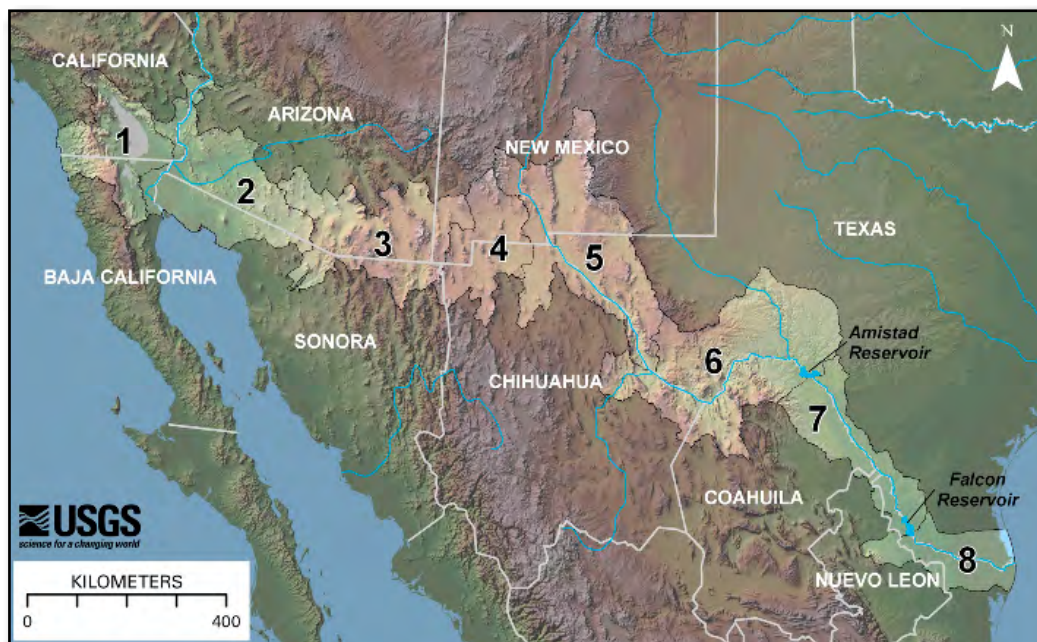 CALIFORNIA
N
ARIZONA
1
NEW MEXICO
2
TEXAS
3
4
5
BAJA CALIFORNIA
SONORA
Amistad
Reservoir
6
CHIHUAHUA
7
COAHUILA
Falcon
Reservoir
USGS
science for a changing world
8
NUEVO LEON
KILOMETERS
0
400